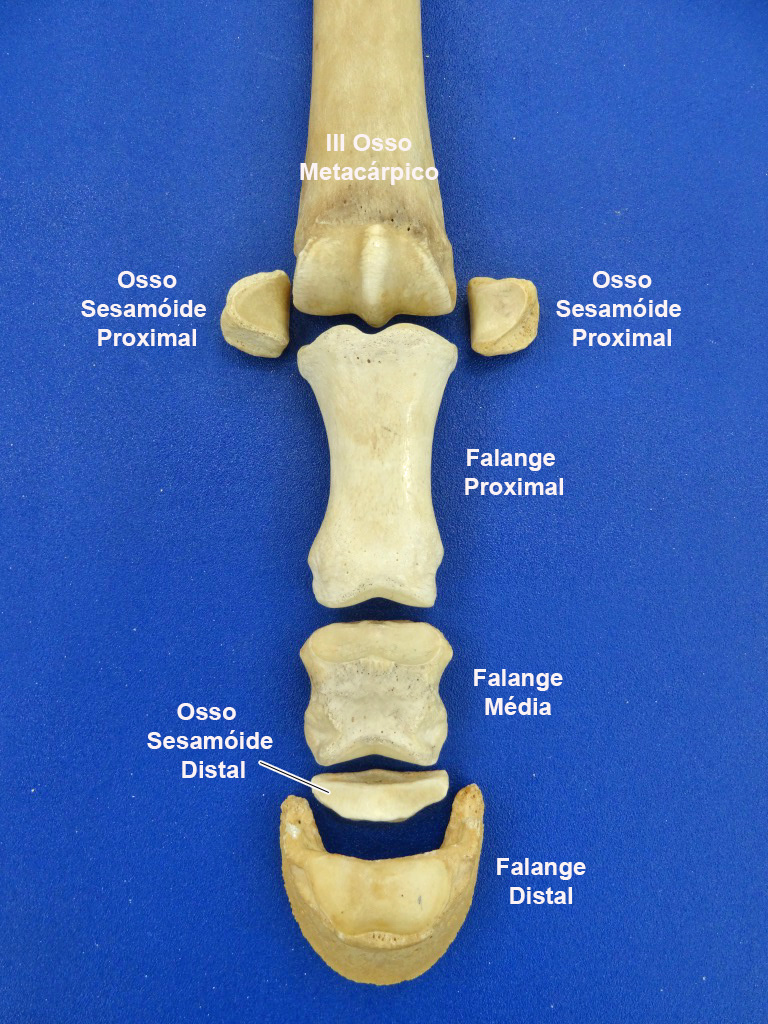 III Osso
Metacárpico
Osso
Sesamóide
Proximal
Osso
Sesamóide
Proximal
Falange
Proximal
Falange
Média
Osso
Sesamóide
Distal
Falange
Distal